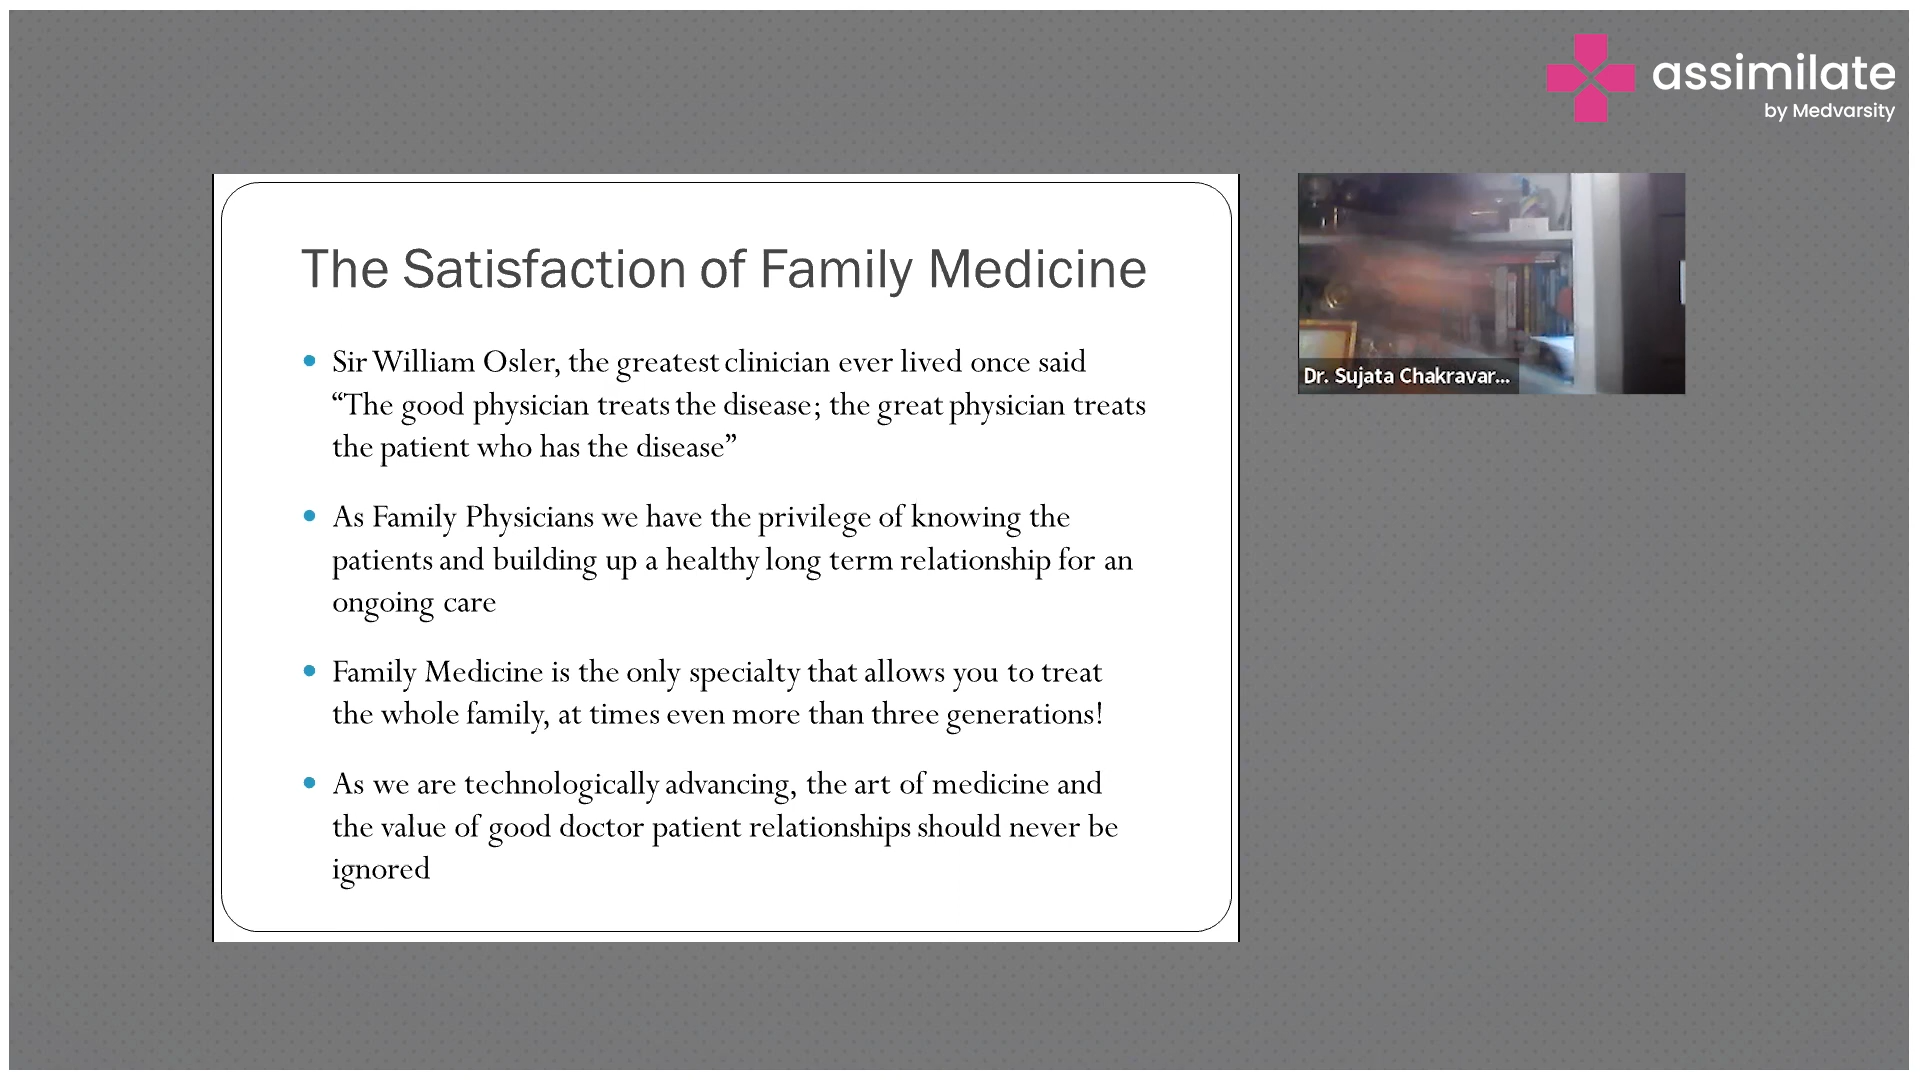 assimilate
by Medvarsity
The Satisfaction of Family Medicine
Sir William Osler, the greatest clinician ever lived once said
“The good physician treats the disease; the great physician treats
the patient who has the disease”
As Family Physicians we have the privilege of knowing the
patients and building up a healthy long term relationship for an
ongoing care
Family Medicine is the only specialty that allows you to treat
the whole family, at times even more than three generations!
As we are technologically advancing, the art of medicine and
the value of good doctor patient relationships should never be
ignored
Dr. Sujata Chakravar...